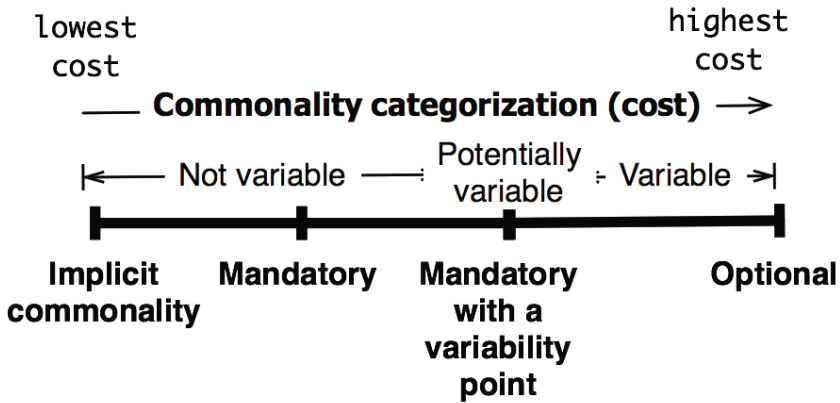 lowest
cost
highest
cost
Commonality categorization (cost)
Not variable
Potentially
variable
Variable
Implicit
commonality
Mandatory
Mandatory
with a
variability
point
Optional